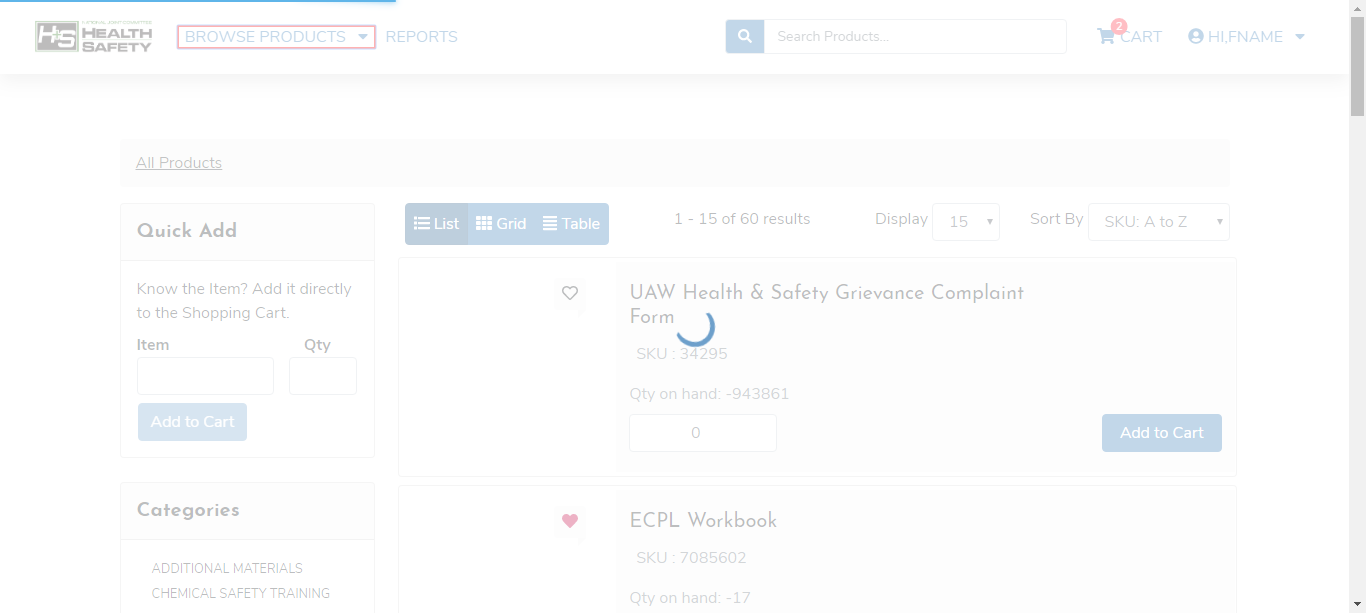 H+S HEALTH SAFETY
BROWSE PRODUCTS
REPORTS
Search Products...
2
CART
HI,FNAME
All Products
Quick Add
Know the Item? Add it directly
to the Shopping Cart.
Item Qty
Add to Cart
Categories
ADDITIONAL MATERIALS
CHEMICAL SAFETY TRAINING
List Grid Table
1 - 15 of 60 results
Display 15
Sort By SKU: A to Z
UAW Health & Safety Grievance Complaint
Form
SKU : 34295
Qty on hand: -943861
0
Add to Cart
ECPL Workbook
SKU : 7085602
Qty on hand: -17